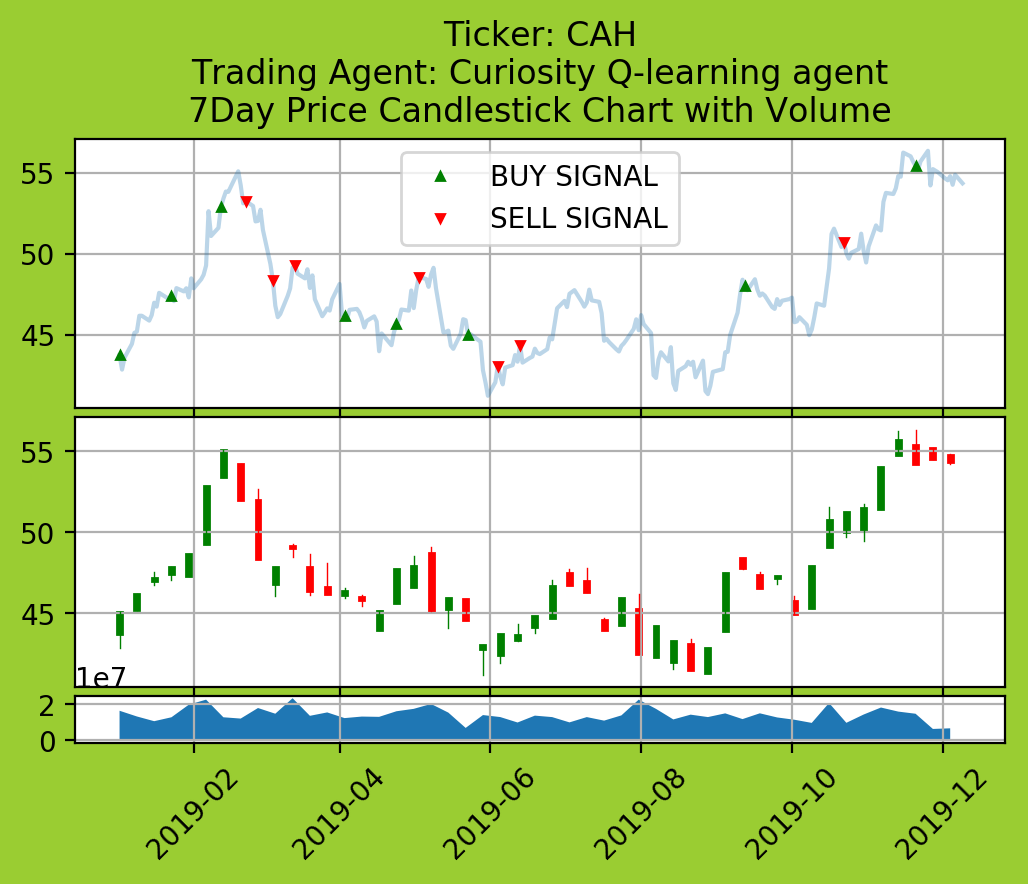 Ticker: CAH
Trading Agent: Curiosity Q-learning agent
7Day Price Candlestick Chart with Volume
BUY SIGNAL
SELL SIGNAL
55
50
45
55
50
45
1e7
2
0
2019-02
2019-04
2019-06
2019-08
2019-10
2019-12